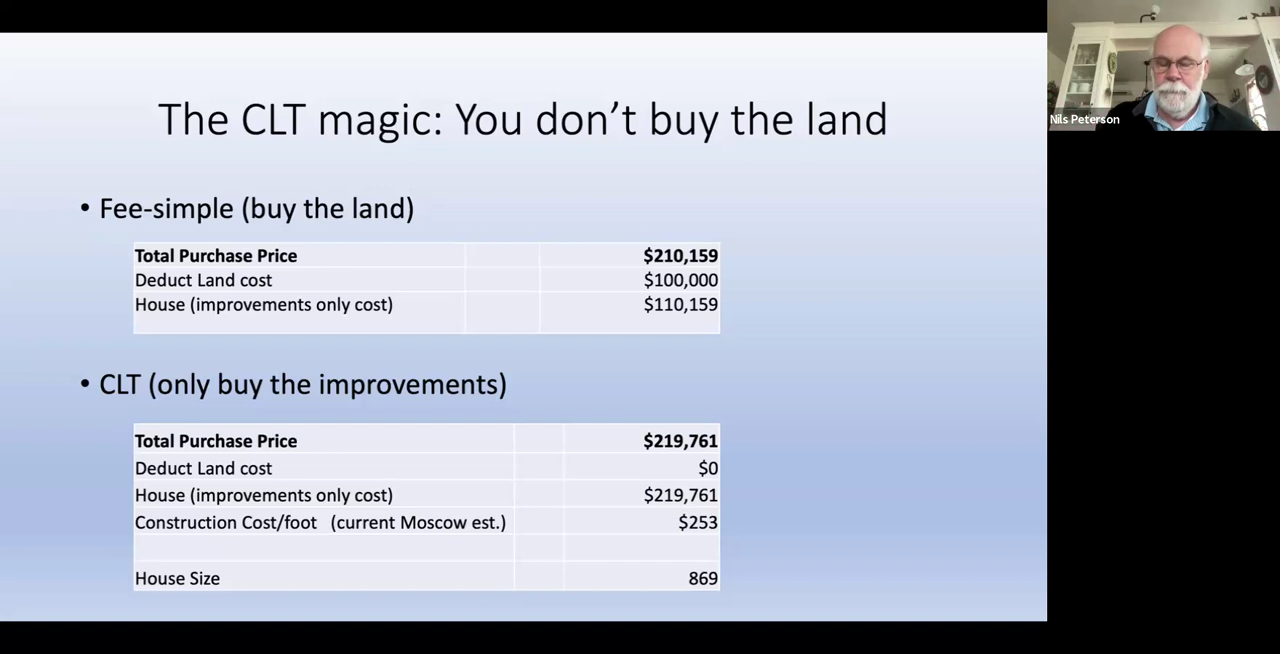 The CLT magic: You don't buy the land
Nils Peterson
• Fee-simple (buy the land)
Total Purchase Price $210,159
Deduct Land cost $100,000
House (improvements only cost) $110,159
• CLT (only buy the improvements)
Total Purchase Price $219,761
Deduct Land cost $0
House (improvements only cost) $219,761
Construction Cost/foot (current Moscow est.) $253
House Size 869